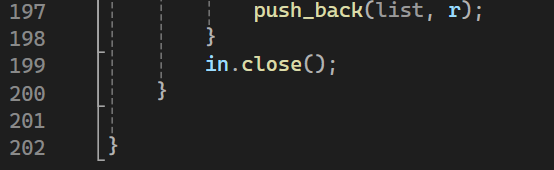 197 push_back(list, r);
198 }
199 in.close();
200 }
201
202 }